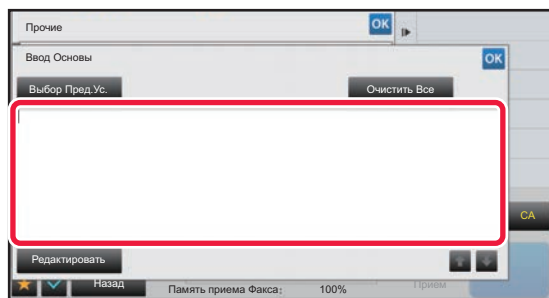 Прочие OK
Ввод Основы OK
Выбор Пред.Ус. Очистить Все
CA
Редактировать
Назад
Память приема Факса: 100% Прием